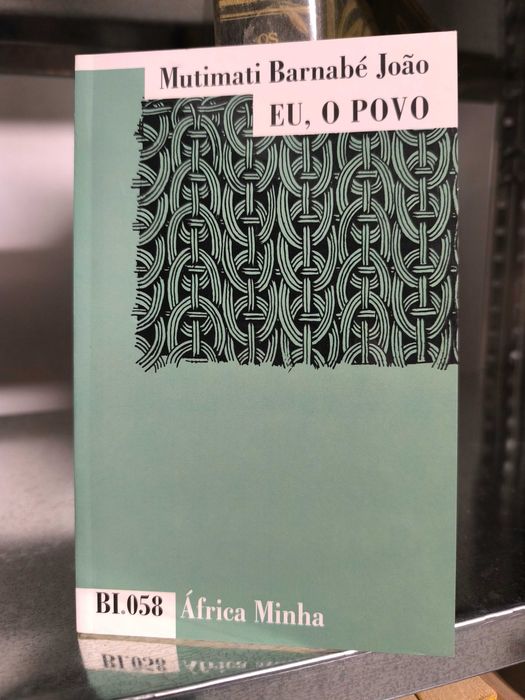 Mutimati Barnabé João
EU, O POVO
BI.058 África Minha